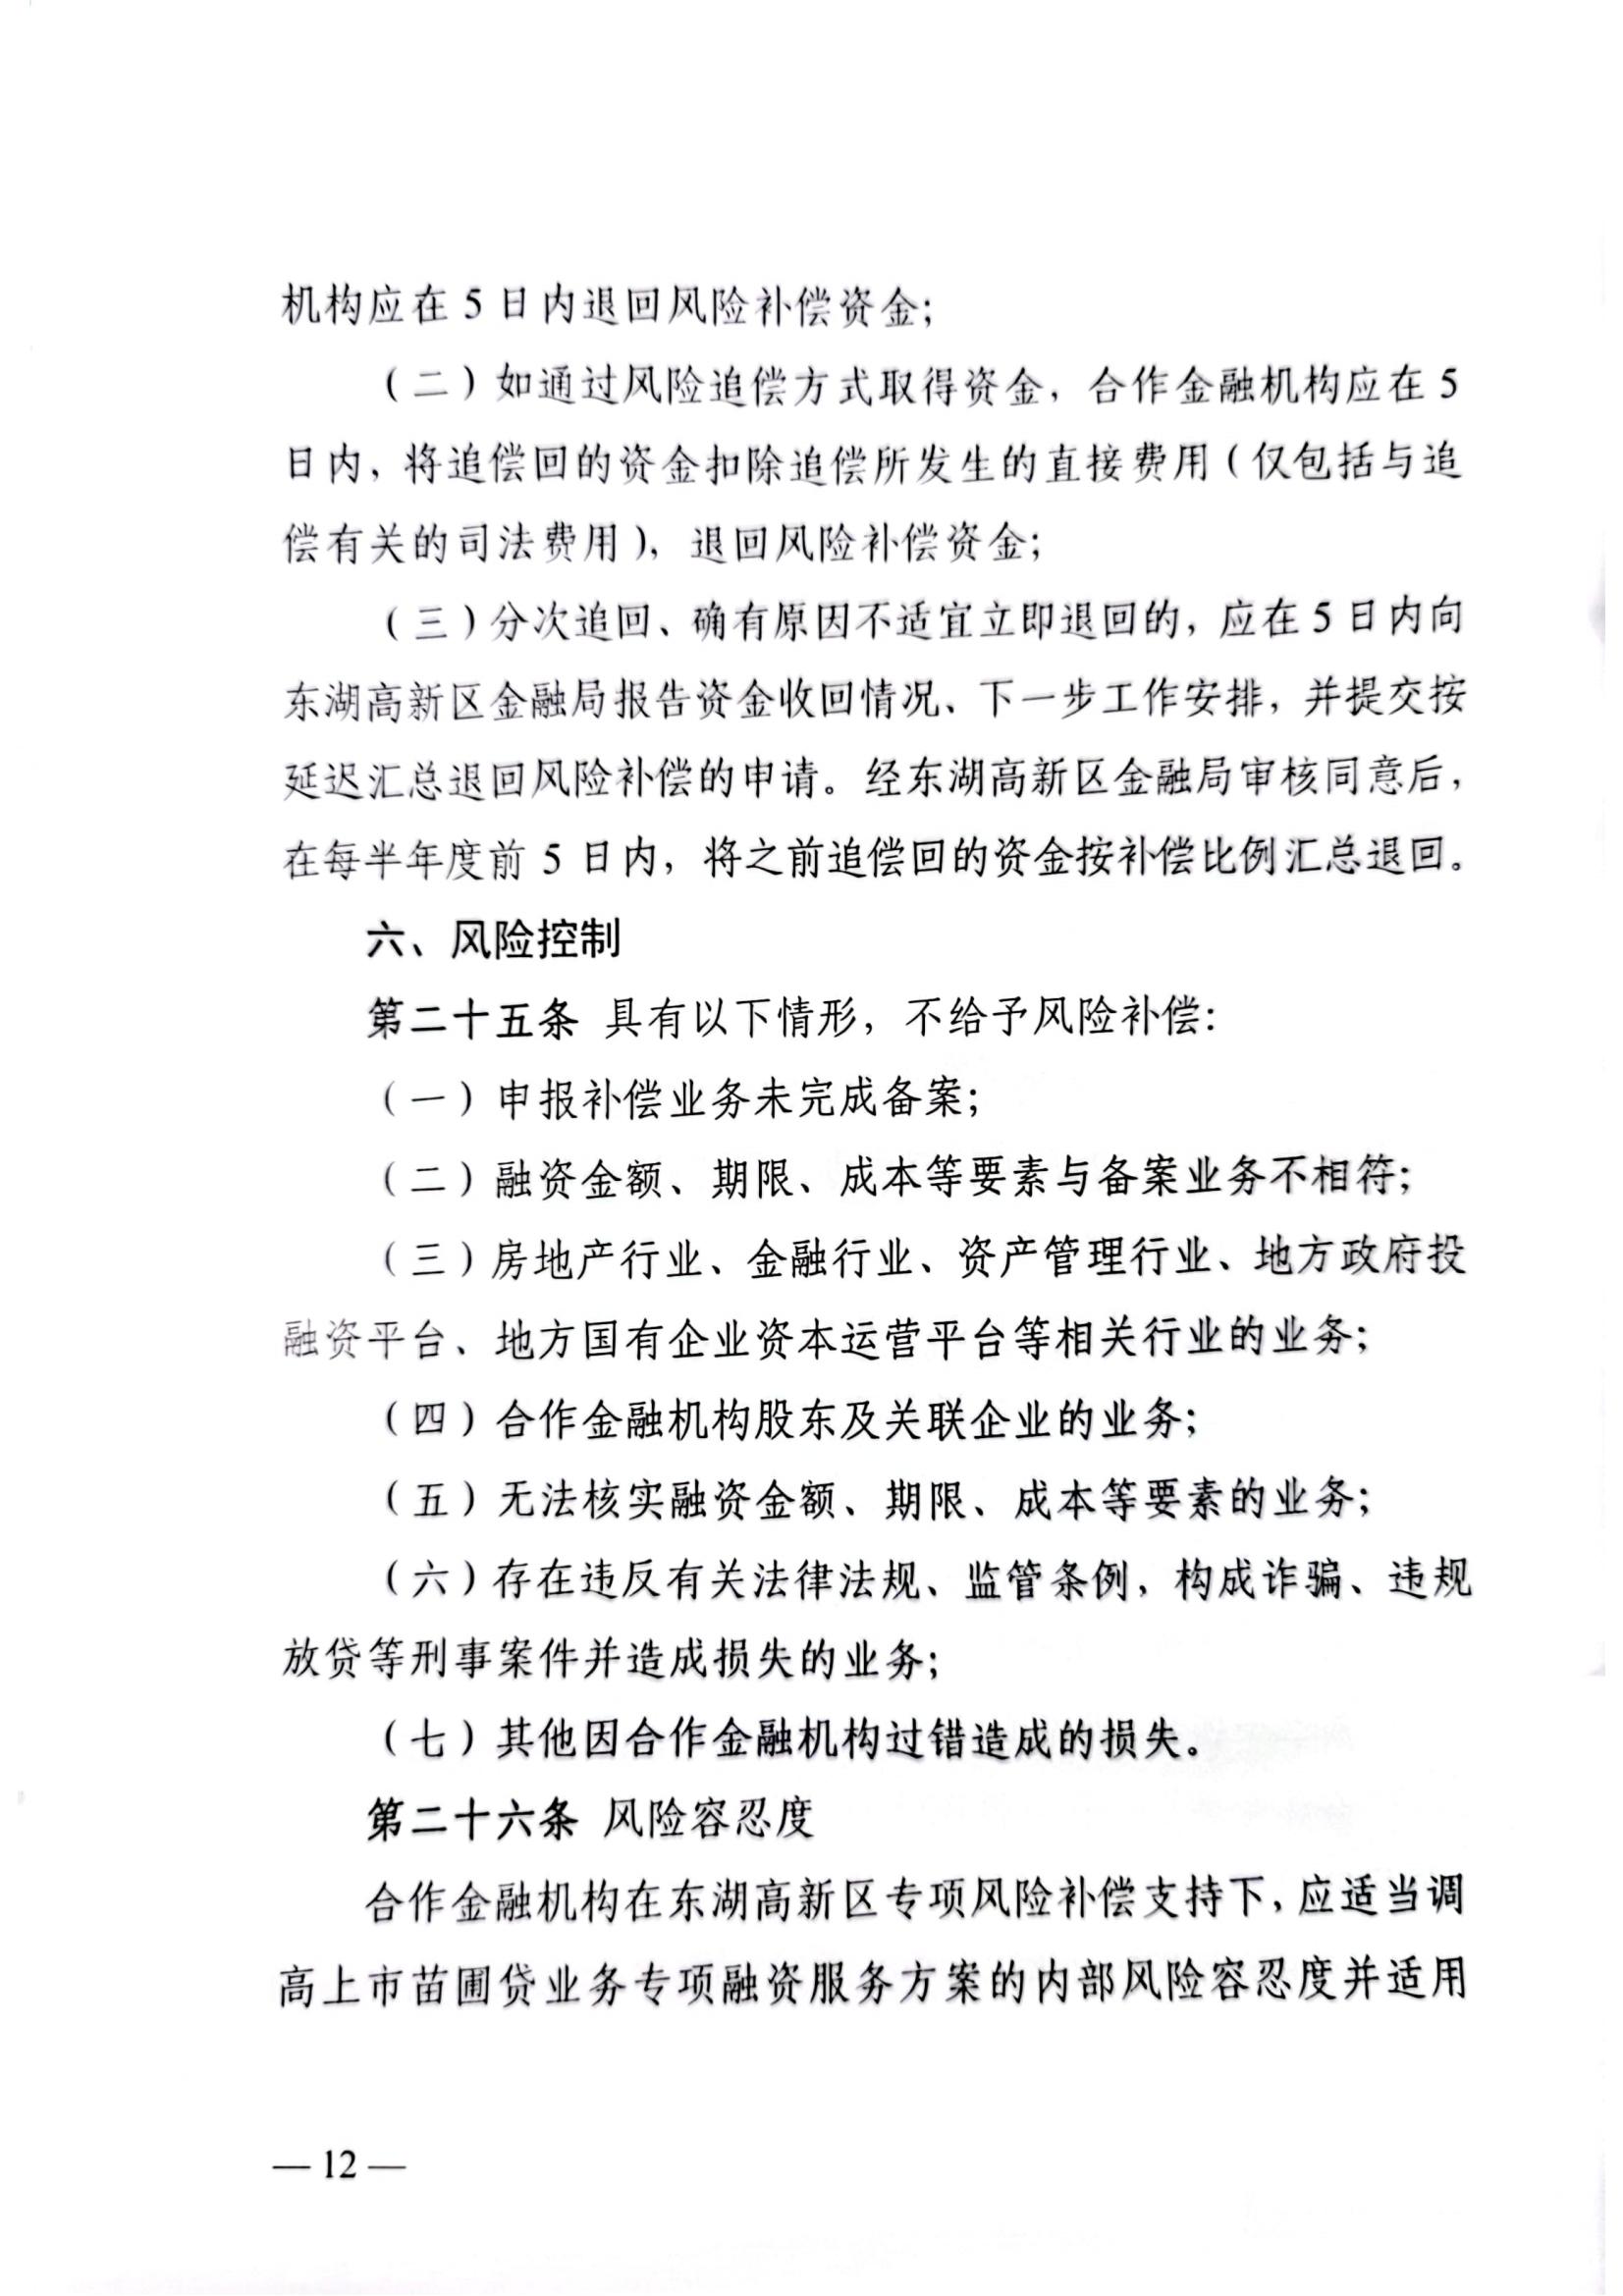 机构应在 5 日内退回风险补偿资金；
（二）如通过风险追偿方式取得资金，合作金融机构应在 5
日内，将追偿回的资金扣除追偿所发生的直接费用（仅包括与追
偿有关的司法费用），退回风险补偿资金；
（三）分次追回、确有原因不适宜立即退回的，应在 5 日内向
东湖高新区金融局报告资金收回情况、下一步工作安排，并提交按
延迟汇总退回风险补偿的申请。经东湖高新区金融局审核同意后，
在每半年度前 5 日内，将之前追偿回的资金按补偿比例汇总退回。
六、风险控制
第二十五条 具有以下情形，不给予风险补偿：
（一）申报补偿业务未完成备案；
（二）融资金额、期限、成本等要素与备案业务不相符；
（三）房地产行业、金融行业、资产管理行业、地方政府投
融资平台、地方国有企业资本运营平台等相关行业的业务；
（四）合作金融机构股东及关联企业的业务；
（五）无法核实融资金额、期限、成本等要素的业务；
（六）存在违反有关法律法规、监管条例，构成诈骗、违规
放贷等刑事案件并造成损失的业务；
（七）其他因合作金融机构过错造成的损失。
第二十六条 风险容忍度
合作金融机构在东湖高新区专项风险补偿支持下，应适当调
高上市苗圃贷业务专项融资服务方案的内部风险容忍度并适用
— 12 —